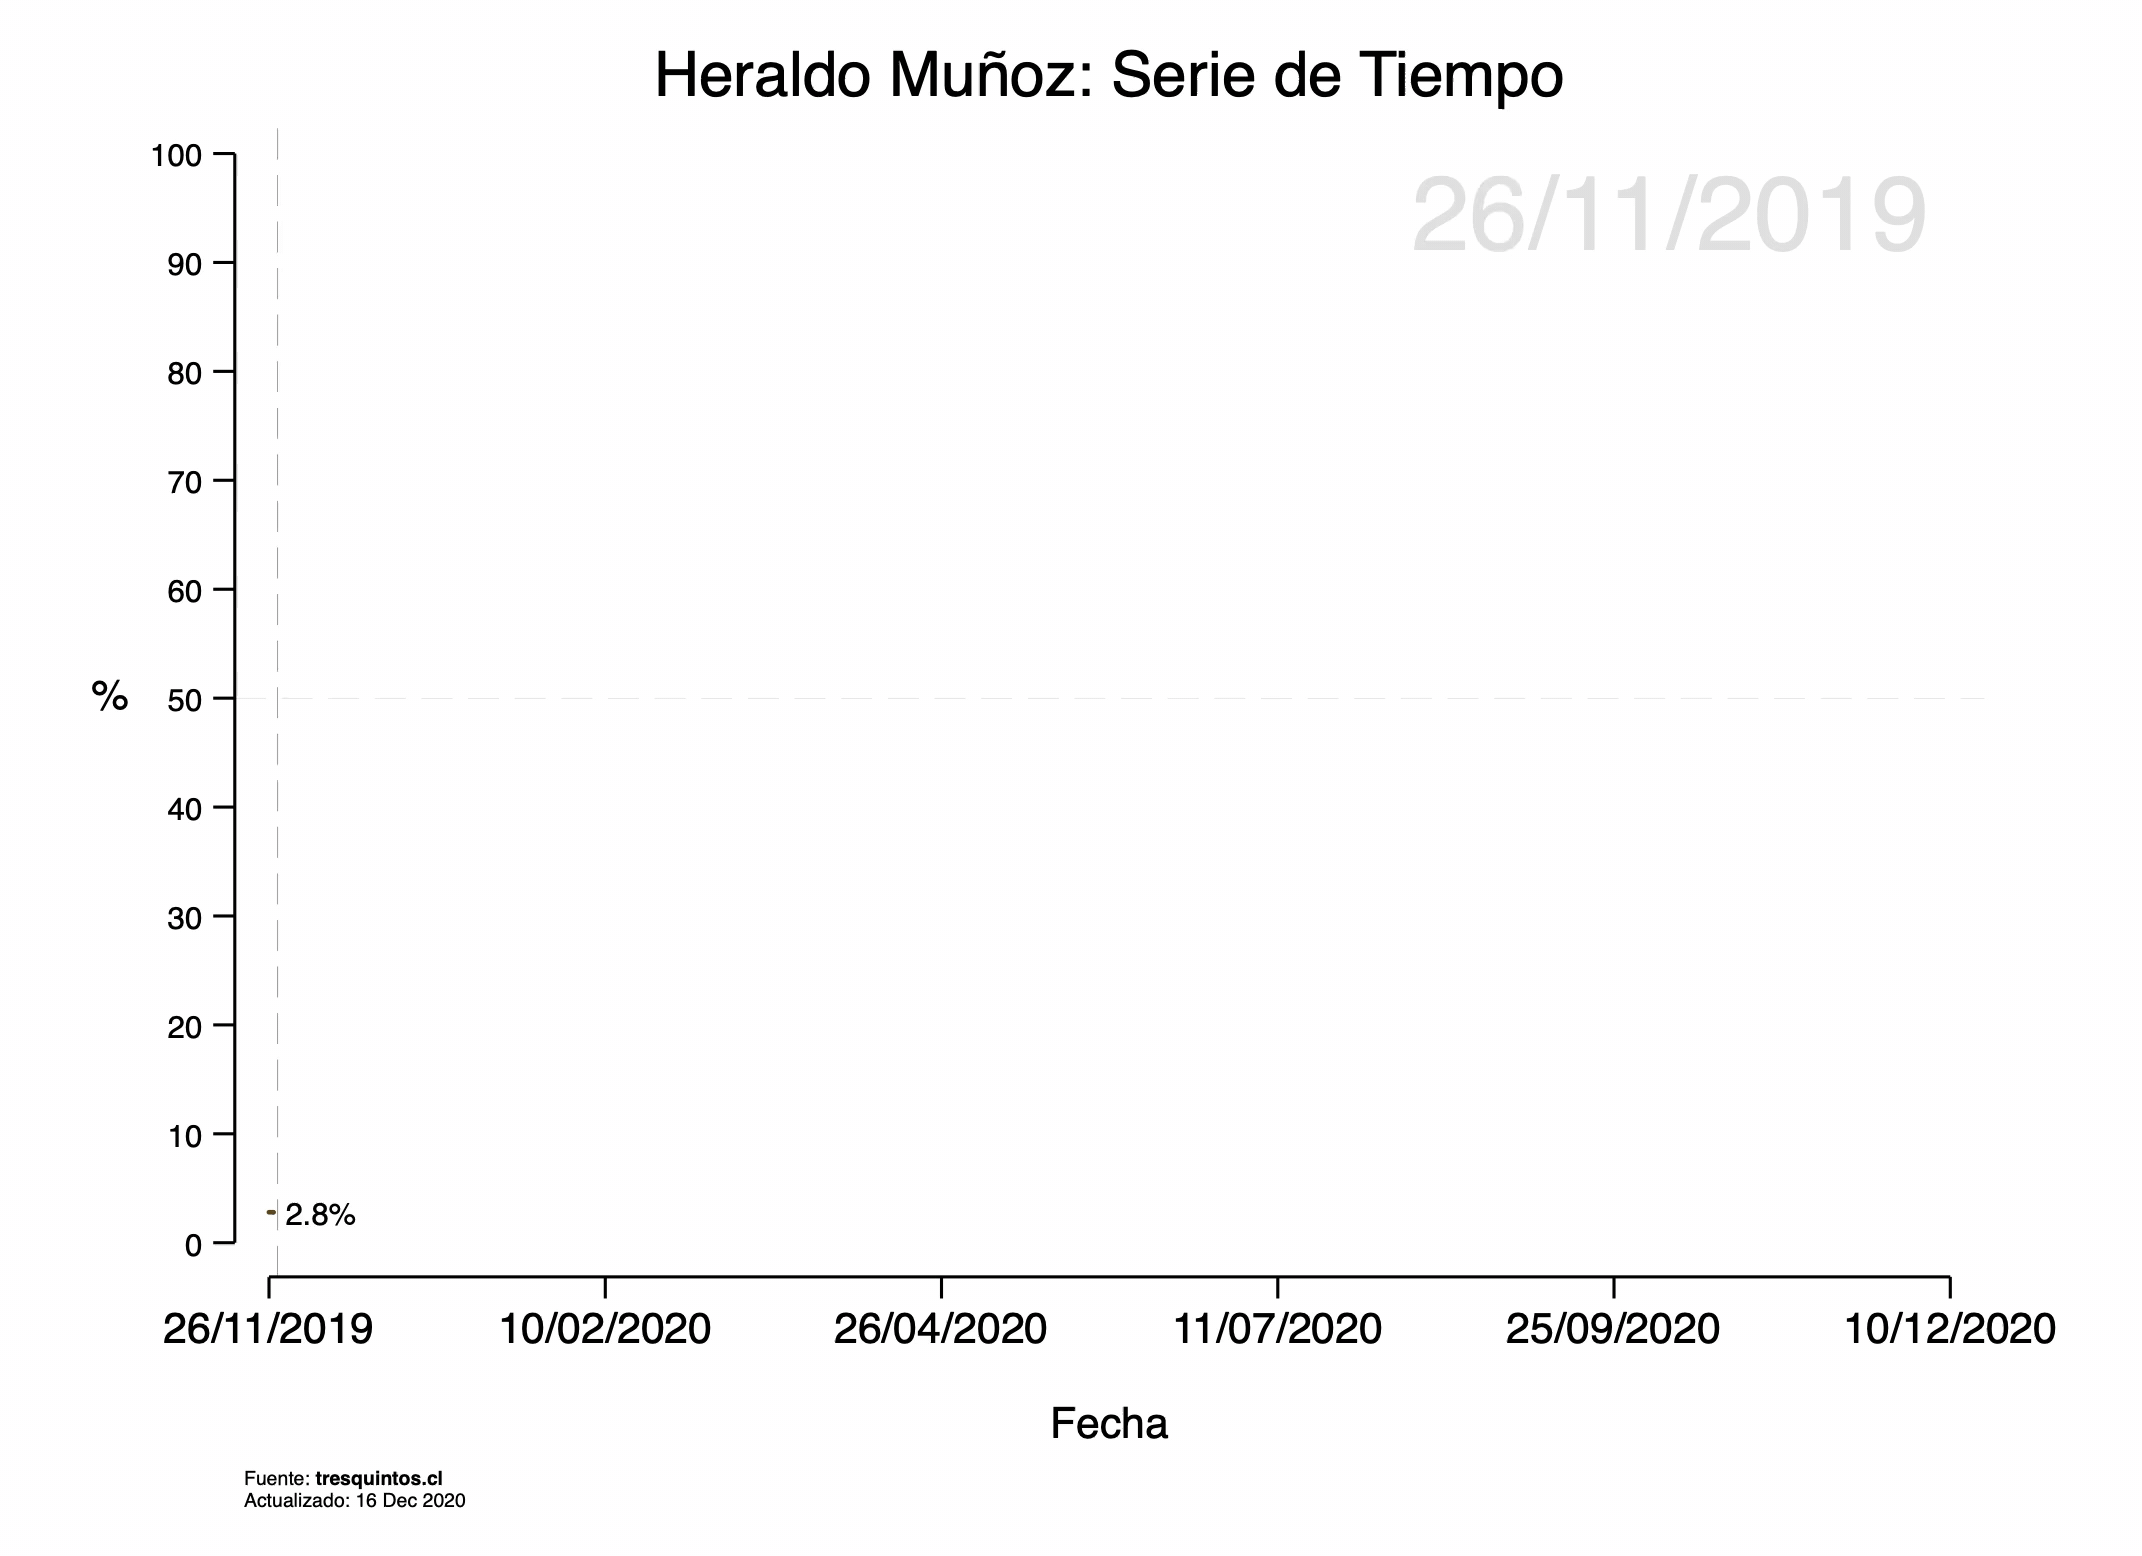 Heraldo Muñoz: Serie de Tiempo
26/11/2019
100
90
80
70
60
50
40
30
20
10
0
%
2.8%
26/11/2019 10/02/2020 26/04/2020 11/07/2020 25/09/2020 10/12/2020
Fecha
Fuente: tresquintos.cl
Actualizado: 16 Dec 2020